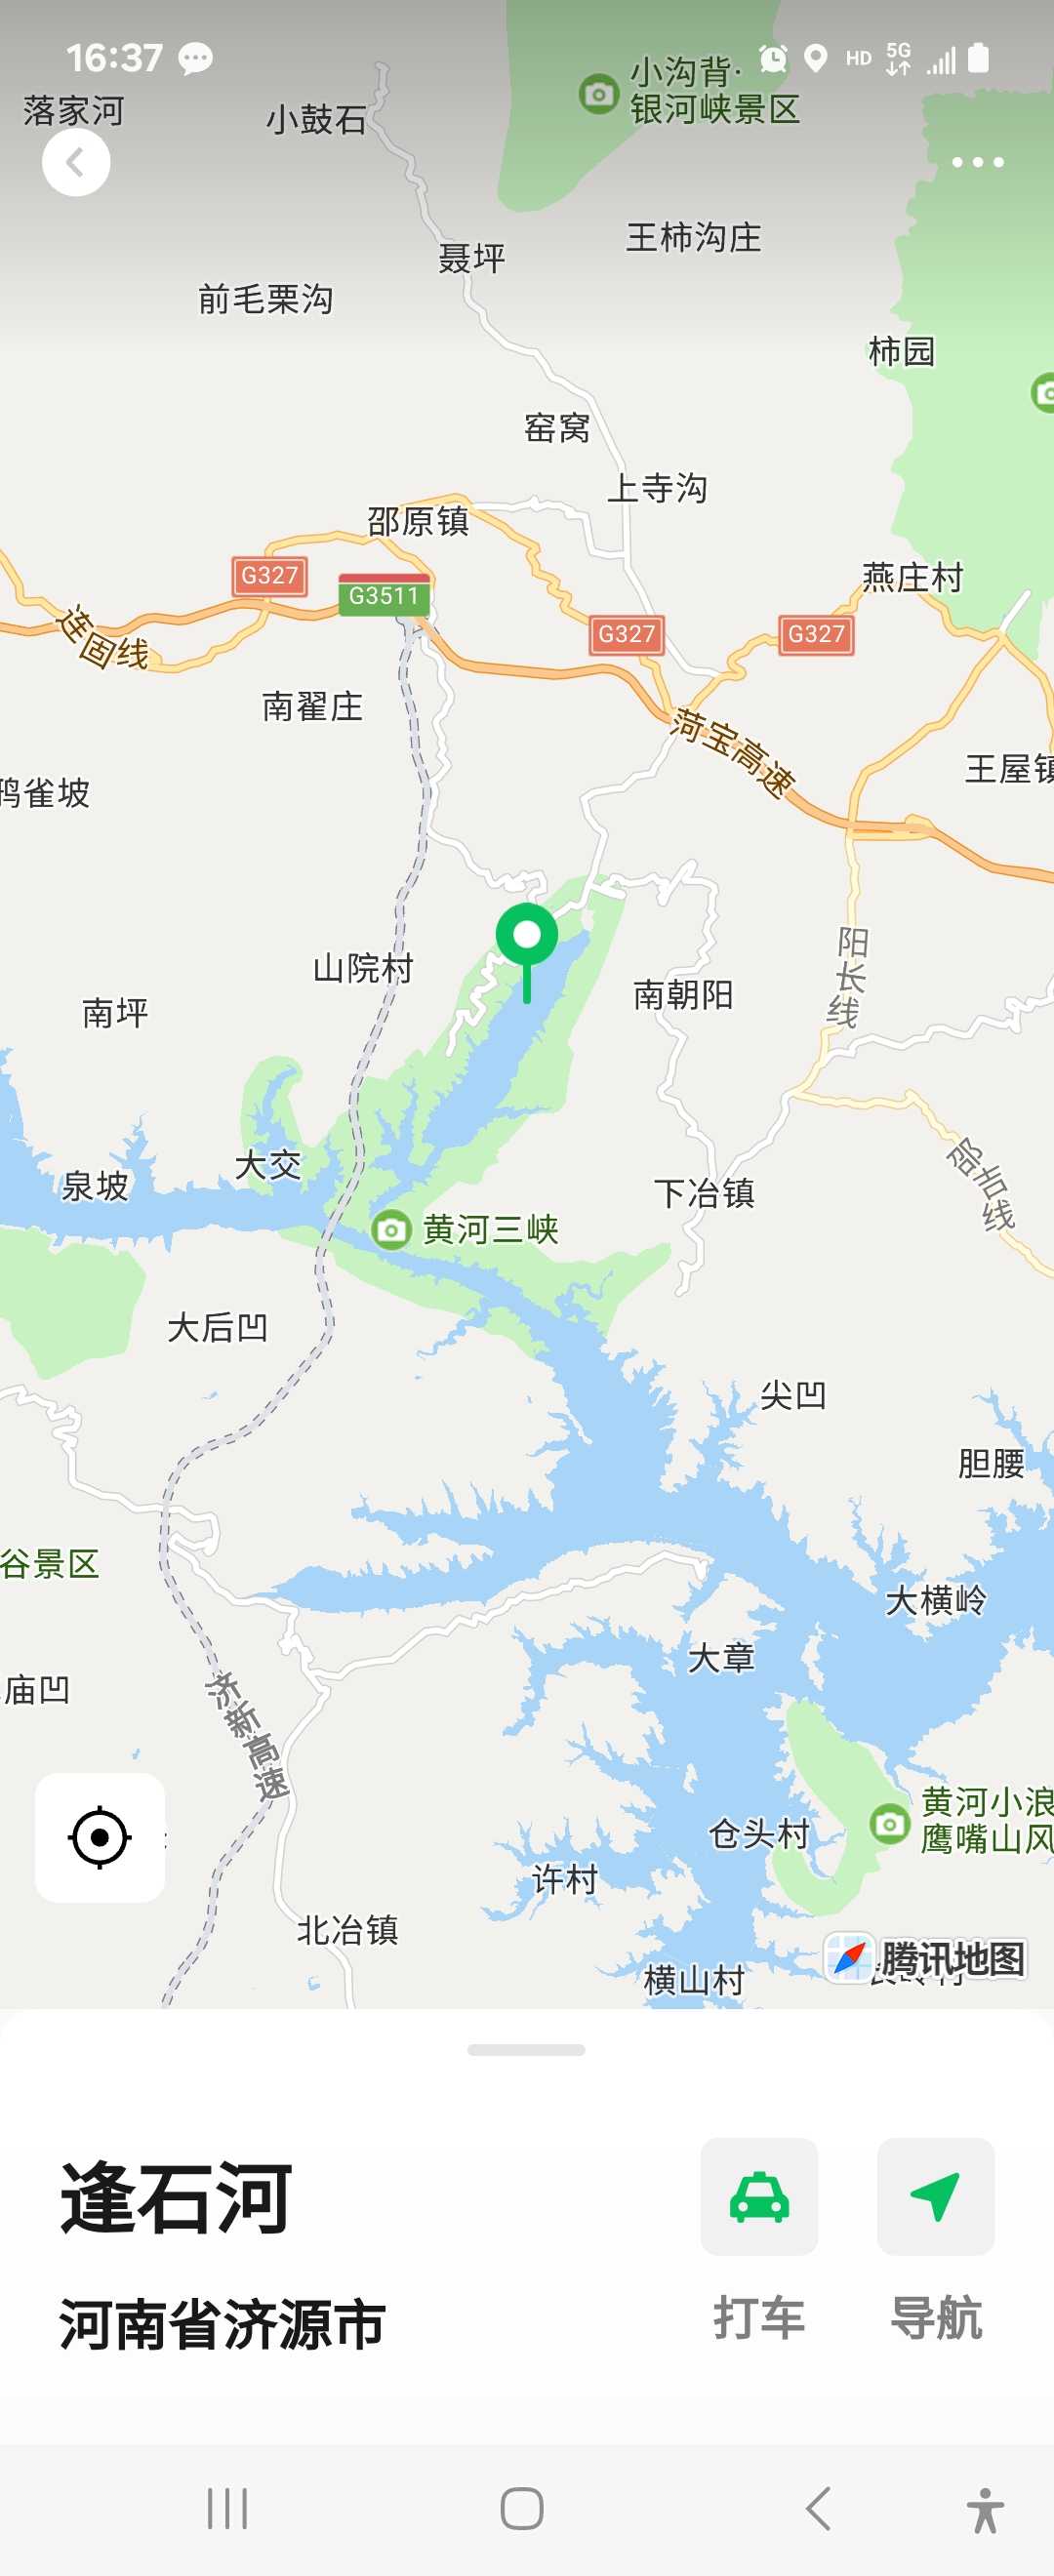 16:37
HD 5G
小沟背·
银河峡景区
落家河
小鼓石
王柿沟庄
聂坪
前毛栗沟
柿园
窑窝
上寺沟
邵原镇
G327
G3511
燕庄村
G327
G327
连固线
南翟庄
菏宝高速
王屋镇
鸦雀坡
阳长线
山院村
南朝阳
南坪
邵吉线
大交
泉坡
下冶镇
黄河三峡
大后凹
尖凹
胆腰
谷景区
大横岭
大章
庙凹
济新高速
黄河小浪
鹰嘴山风
仓头村
许村
北冶镇
横山村
腾讯地图
逢石河
河南省济源市
打车
导航